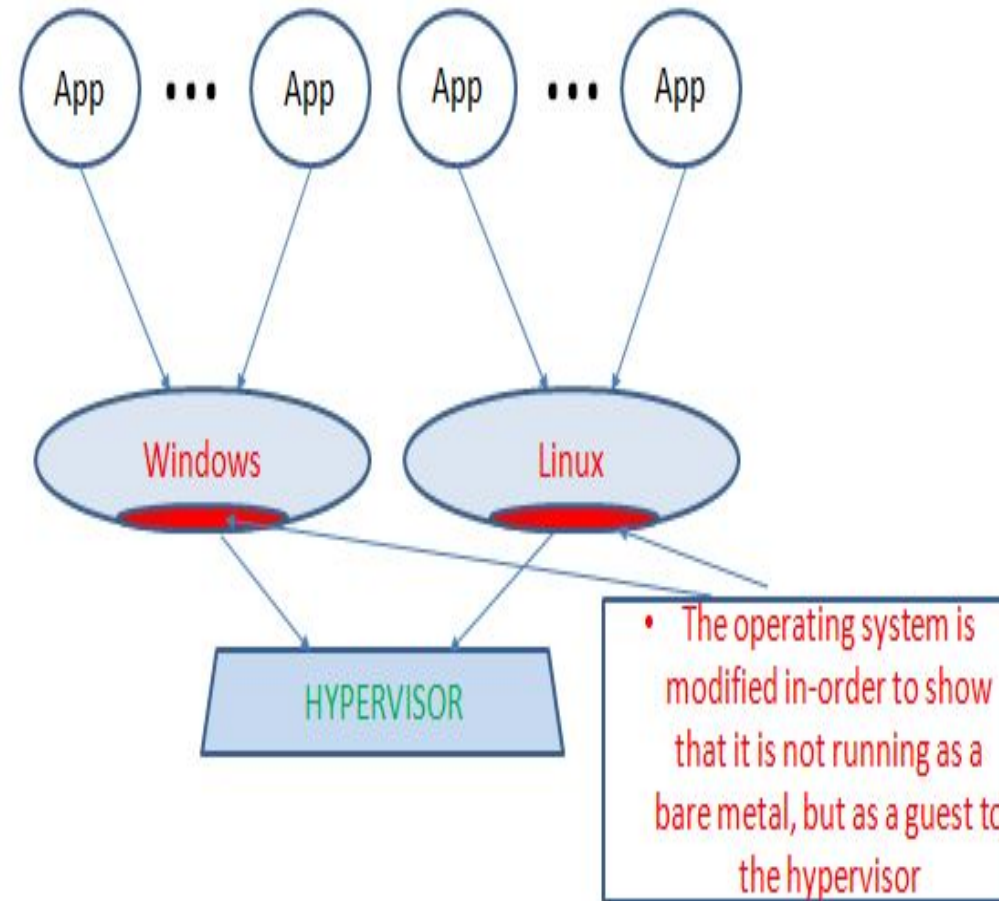 App ••• App App ••• App
Windows Linux
HYPERVISOR
• The operating system is
modified in-order to show
that it is not running as a
bare metal, but as a guest to
the hypervisor